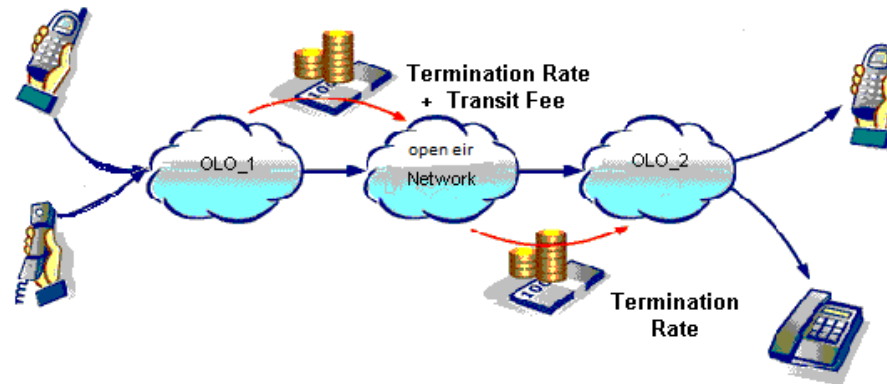 Termination Rate
+ Transit Fee
OLO_1
open eir
Network
OLO_2
Termination
Rate